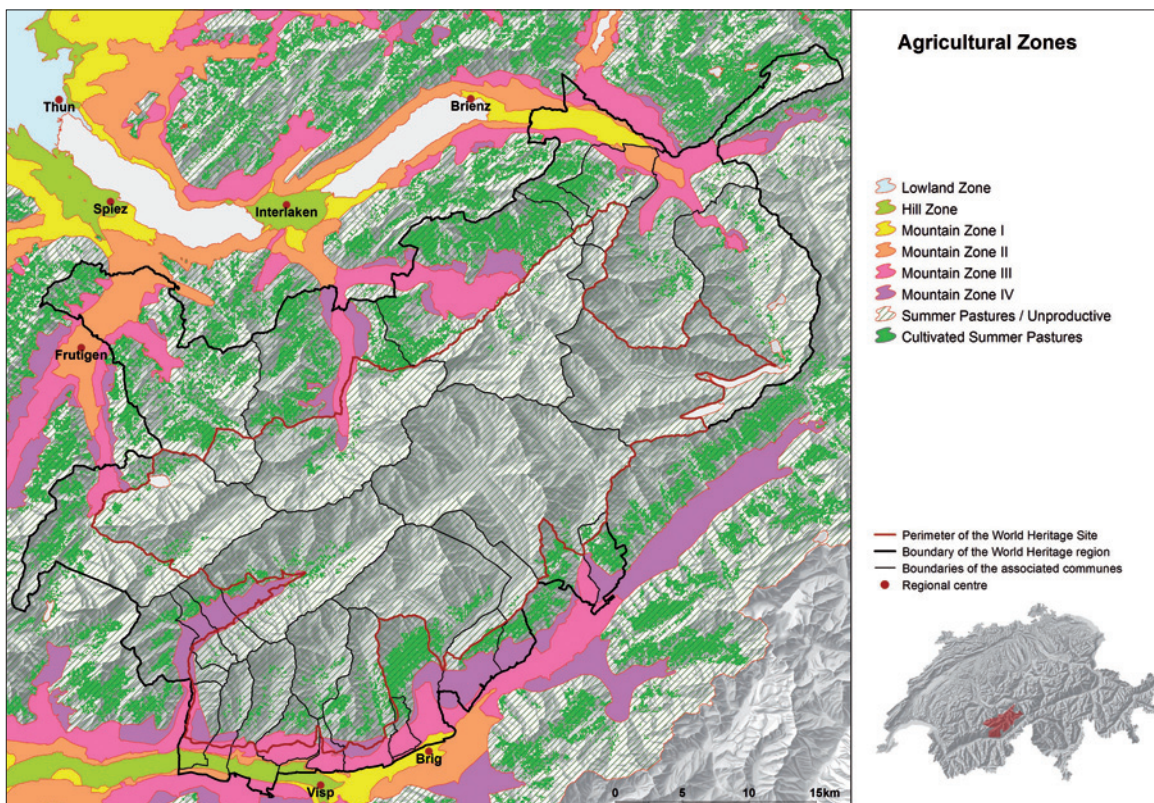 Agricultural Zones
Thun
Brienz
Spiez
Interlaken
Frutigen
Brig
Visp
Lowland Zone
Hill Zone
Mountain Zone I
Mountain Zone II
Mountain Zone III
Mountain Zone IV
Summer Pastures / Unproductive
Cultivated Summer Pastures
Perimeter of the World Heritage Site
Boundary of the World Heritage region
Boundaries of the associated communes
Regional centre
0 5 10 15km